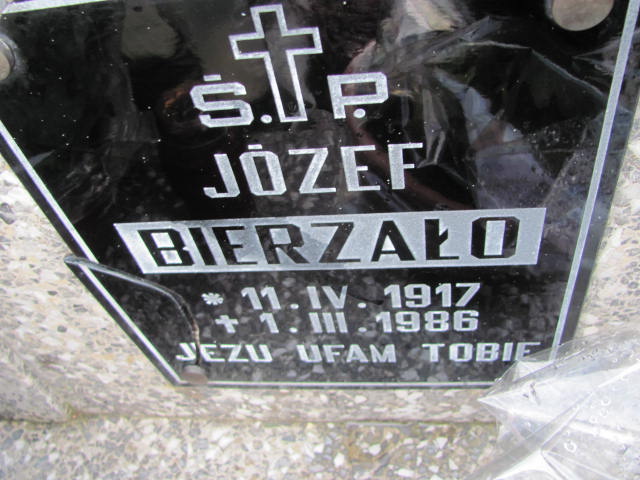 Ś.P.
JÓZEF
BIERZAŁO
* 11.IV.1917
+ 1.III.1986
JEZU UFAM TOBIE